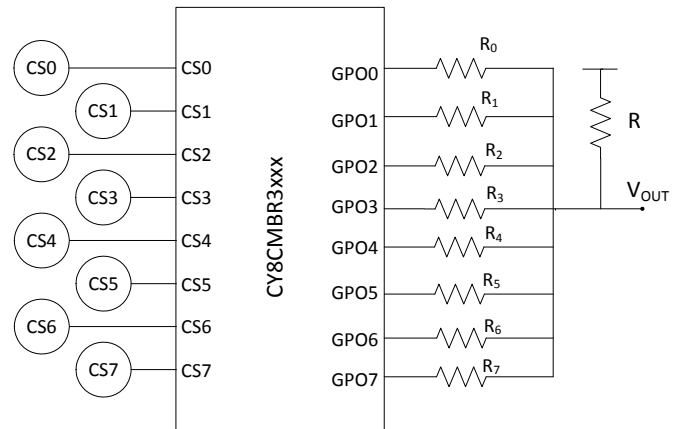 CS0
CS1
CS2
CS3
CS4
CS5
CS6
CS7
CS0
CS1
CS2
CS3
CS4
CS5
CS6
CS7
CY8CMBR3xxx
GPO0
GPO1
GPO2
GPO3
GPO4
GPO5
GPO6
GPO7
R0
R1
R2
R3
R4
R5
R6
R7
R
VOUT